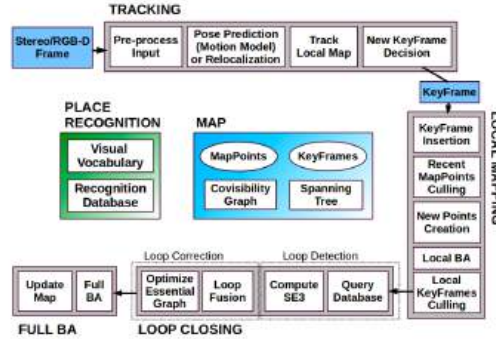 TRACKING
Stereo/RGB-D
Frame
Pre-process
Input
Pose Prediction
(Motion Model)
or Relocalization
Track
Local Map
New KeyFrame
Decision
KeyFrame
PLACE
RECOGNITION
Visual
Vocabulary
Recognition
Database
MAP
MapPoints
KeyFrames
Covisibility
Graph
Spanning
Tree
LOCAL MAPPING
KeyFrame
Insertion
Recent
MapPoints
Culling
New Points
Creation
Local BA
Local
KeyFrames
Culling
Loop Correction
Loop Detection
Update
Map
Full
BA
Optimize
Essential
Graph
Loop
Fusion
Compute
SE3
Query
Database
FULL BA
LOOP CLOSING